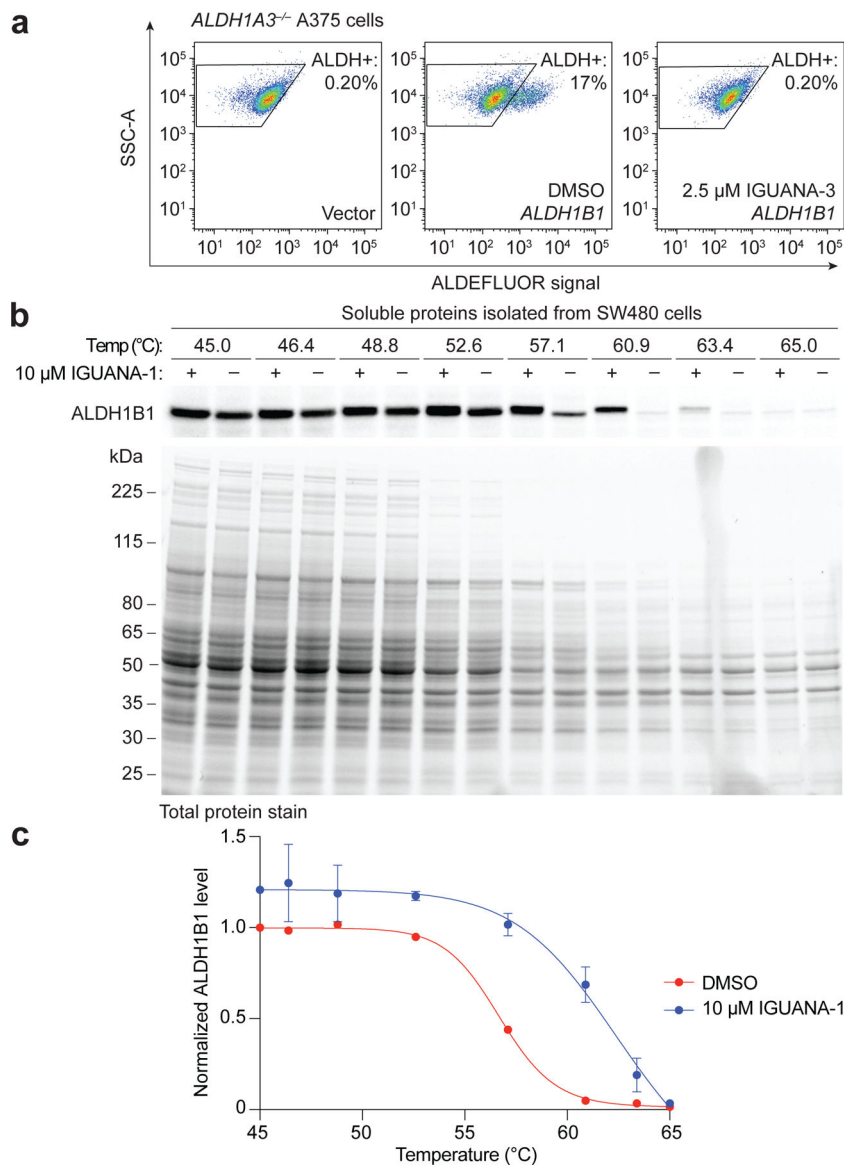 a
ALDH1A3–/– A375 cells
SSC-A
10⁵
10⁴
10³
10²
10¹
ALDH+:
0.20%
Vector
10¹ 10² 10³ 10⁴ 10⁵
10⁵
10⁴
10³
10²
10¹
ALDH+:
17%
DMSO
ALDH1B1
10¹ 10² 10³ 10⁴ 10⁵
10⁵
10⁴
10³
10²
10¹
ALDH+:
0.20%
2.5 µM IGUANA-3
ALDH1B1
10¹ 10² 10³ 10⁴ 10⁵
ALDEFLUOR signal
b
Soluble proteins isolated from SW480 cells
Temp (°C): 45.0 46.4 48.8 52.6 57.1 60.9 63.4 65.0
10 µM IGUANA-1: + – + – + – + – + – + – + – + –
ALDH1B1
kDa
225 –
115 –
80 –
65 –
50 –
35 –
30 –
25 –
Total protein stain
c
Normalized ALDH1B1 level
1.5
1.0
0.5
0
45 50 55 60 65
Temperature (°C)
DMSO
10 µM IGUANA-1